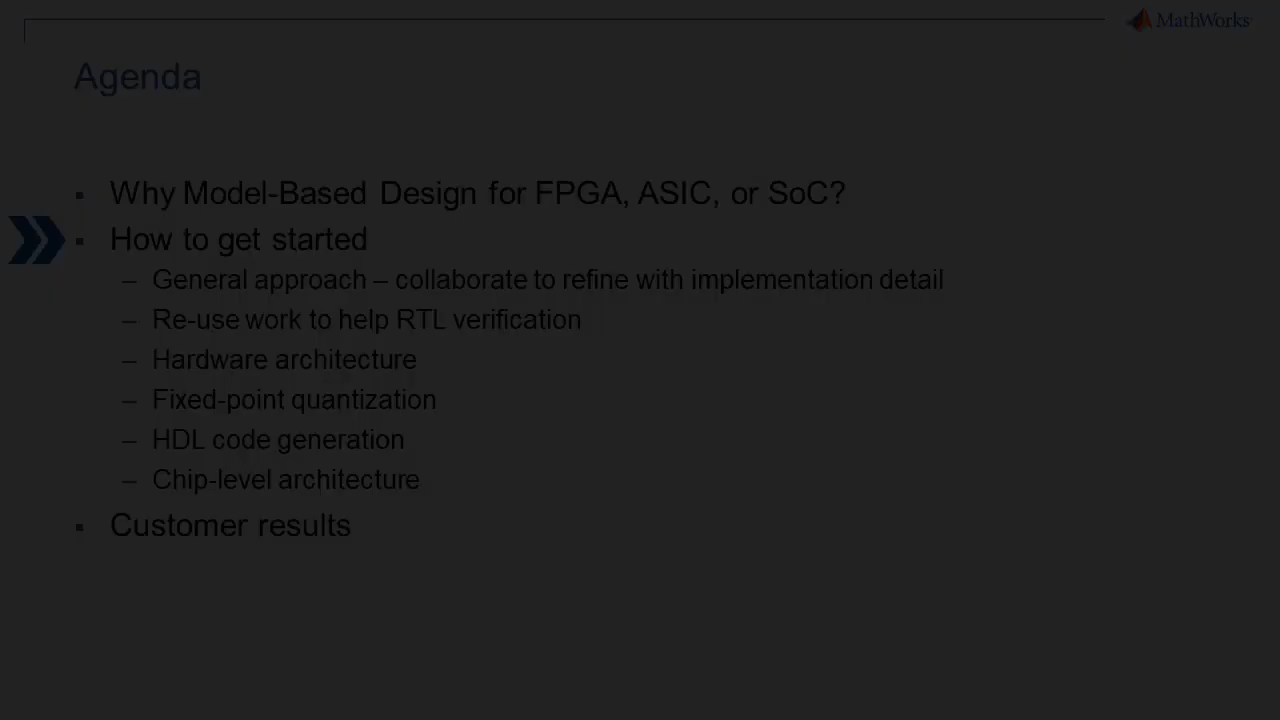 MathWorks
Agenda
▪ Why Model-Based Design for FPGA, ASIC, or SoC?
▪ How to get started
– General approach – collaborate to refine with implementation detail
– Re-use work to help RTL verification
– Hardware architecture
– Fixed-point quantization
– HDL code generation
– Chip-level architecture
▪ Customer results